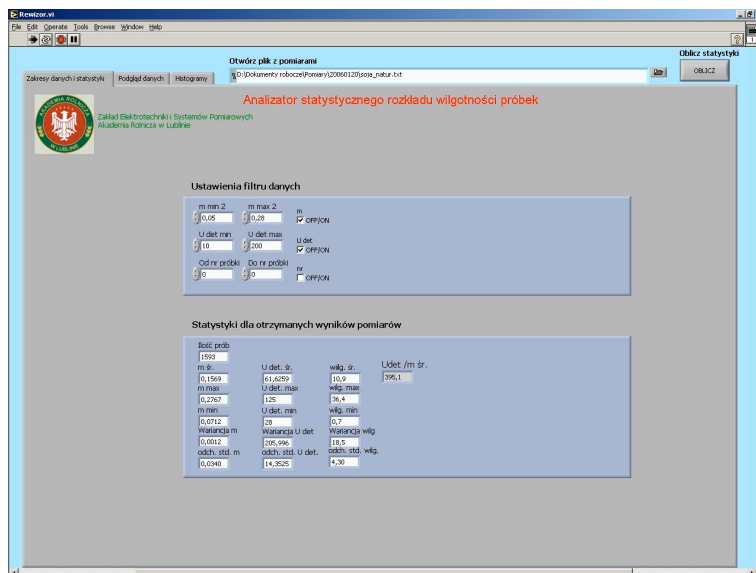 Rewizor.vi
File Edit Operate Tools Browse Window Help
Oblicz statystyki
Otwórz plik z pomiarami
D:\Dokumenty robocze\Pomiary\20060120\soja_natur.txt
OBLICZ
Zakresy danych i statystyki Podgląd danych Histogramy
Analizator statystycznego rozkładu wilgotności próbek
AKADEMIA ROLNICZA
W LUBLINIE
Zakład Elektrotechniki i Systemów Pomiarowych
Akademia Rolnicza w Lublinie
Ustawienia filtru danych
m min 2 m max 2 m
0,05 0,28 OFF/ON
U det min U det max U det
10 200 OFF/ON
Od nr próbki Do nr próbki nr
0 0 OFF/ON
Statystyki dla otrzymanych wyników pomiarów
Ilość prób
1593
m śr. U det. śr. wilg. śr. Udet /m śr.
0,1569 61,6259 10,9 395,1
m max U det. max wilg. max
0,2767 125 36,4
m min U det. min wilg. min
0,0712 28 0,7
Wariancja m Wariancja U det Wariancja wilg
0,0012 205,996 18,5
odch. std. m odch. std. U det. odch. std. wilg.
0,0340 14,3525 4,30